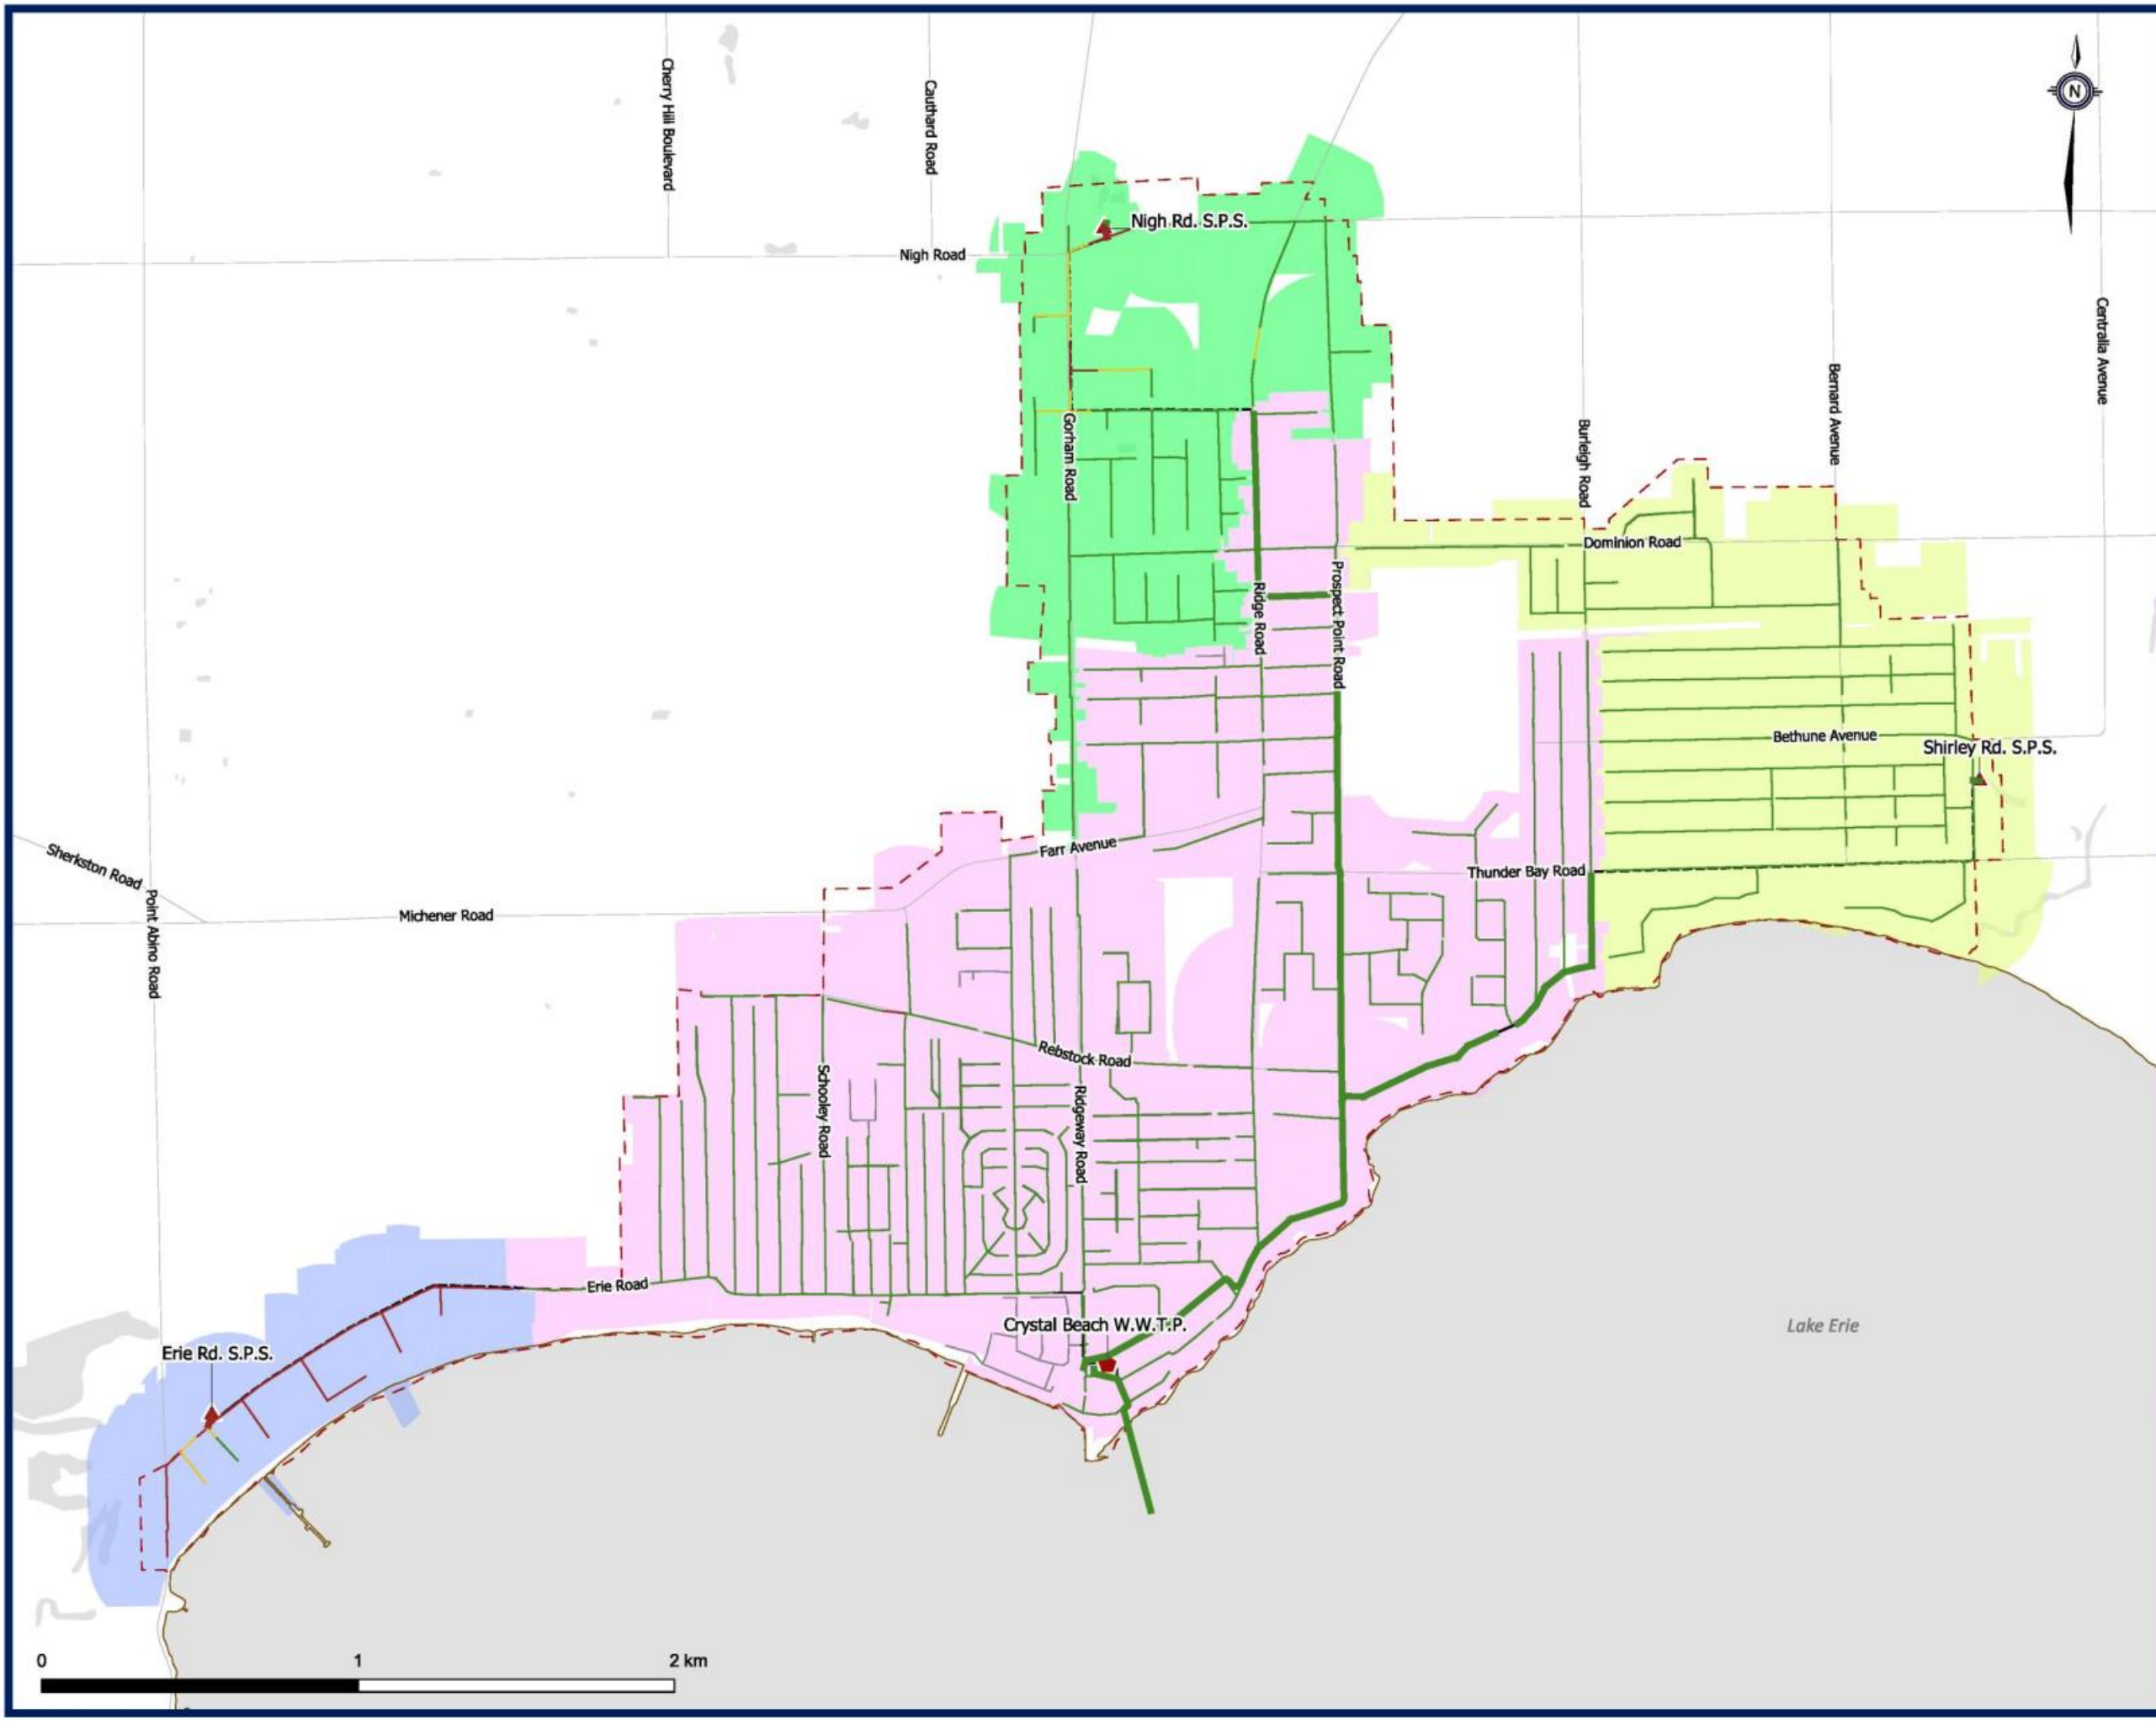 Cherry Hill Boulevard
Cauthard Road
N
Nigh Rd. S.P.S.
Nigh Road
Centralia Avenue
Bernard Avenue
Burleigh Road
Gorham Road
Dominion Road
Prospect Point Road
Ridge Road
Bethune Avenue
Shirley Rd. S.P.S.
Farr Avenue
Sherkston Road
Thunder Bay Road
Point Abino Road
Michener Road
Rebstock Road
Schooley Road
Ridgeway Road
Erie Road
Crystal Beach W.W.T.P.
Lake Erie
Erie Rd. S.P.S.
0 1 2 km